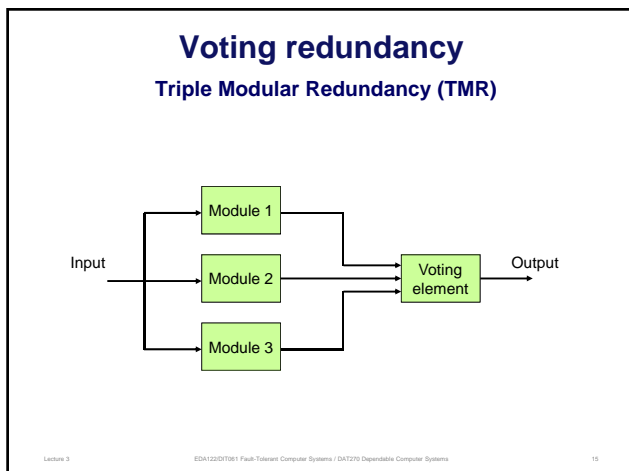 Voting redundancy
Triple Modular Redundancy (TMR)
Module 1
Input
Module 2
Voting
element
Output
Module 3
Lecture 3
EDA122/DIT061 Fault-Tolerant Computer Systems / DAT270 Dependable Computer Systems
15